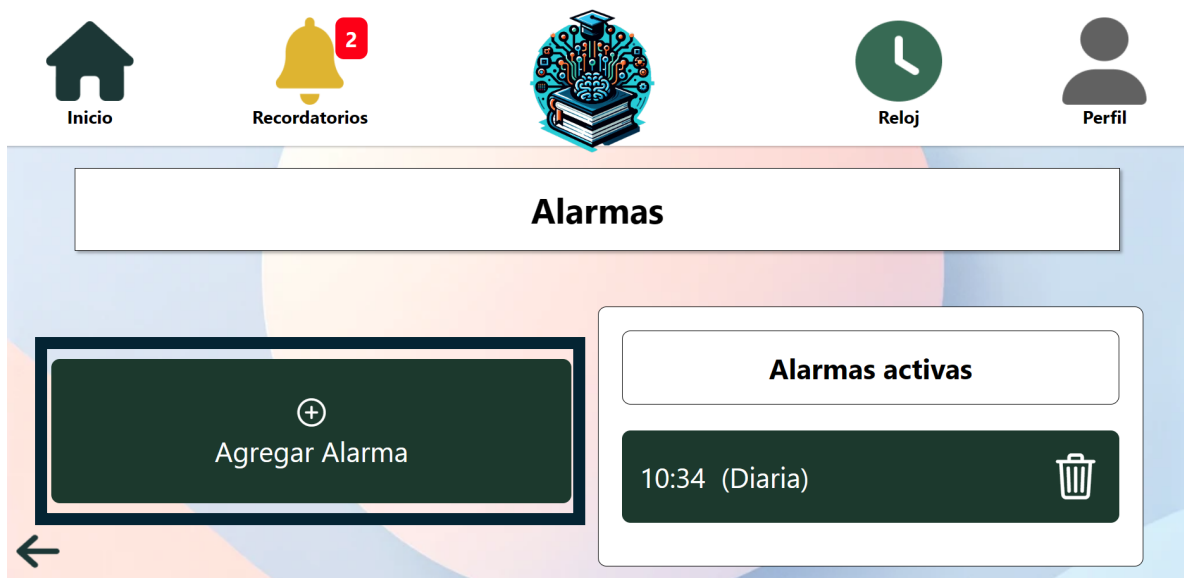 2
Inicio
Recordatorios
Reloj
Perfil
Alarmas
Agregar Alarma
Alarmas activas
10:34 (Diaria)